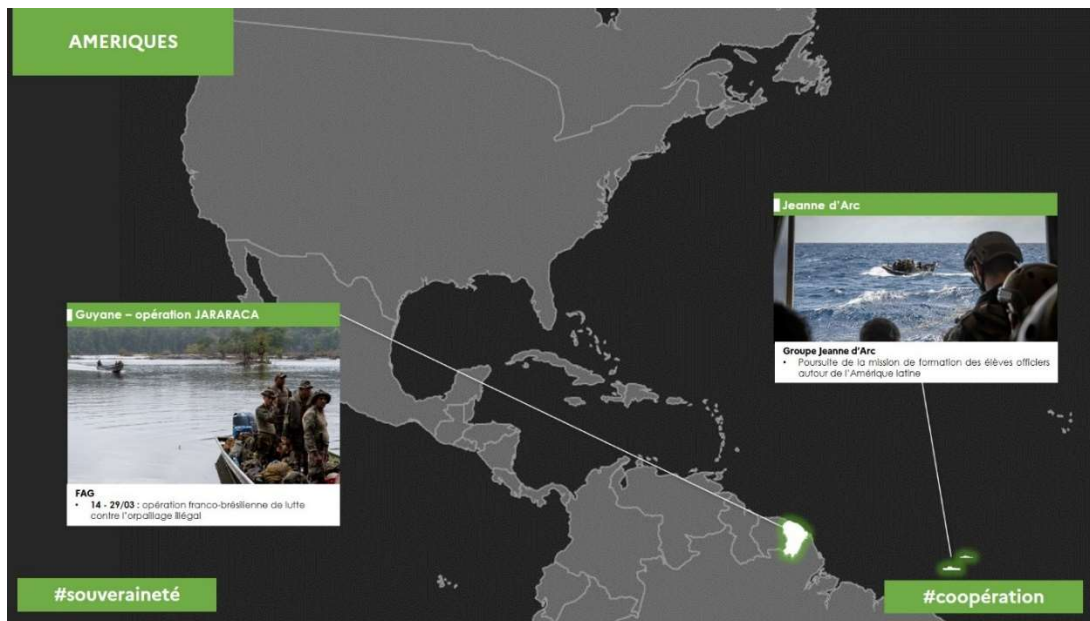 AMERIQUES
Jeanne d'Arc
Groupe Jeanne d'Arc
• Poursuite de la mission de formation des élèves officiers
autour de l'Amérique latine
Guyane – opération JARARACA
FAG
• 14 - 29/03 : opération franco-brésilienne de lutte
contre l'orpaillage illégal
#souveraineté
#coopération